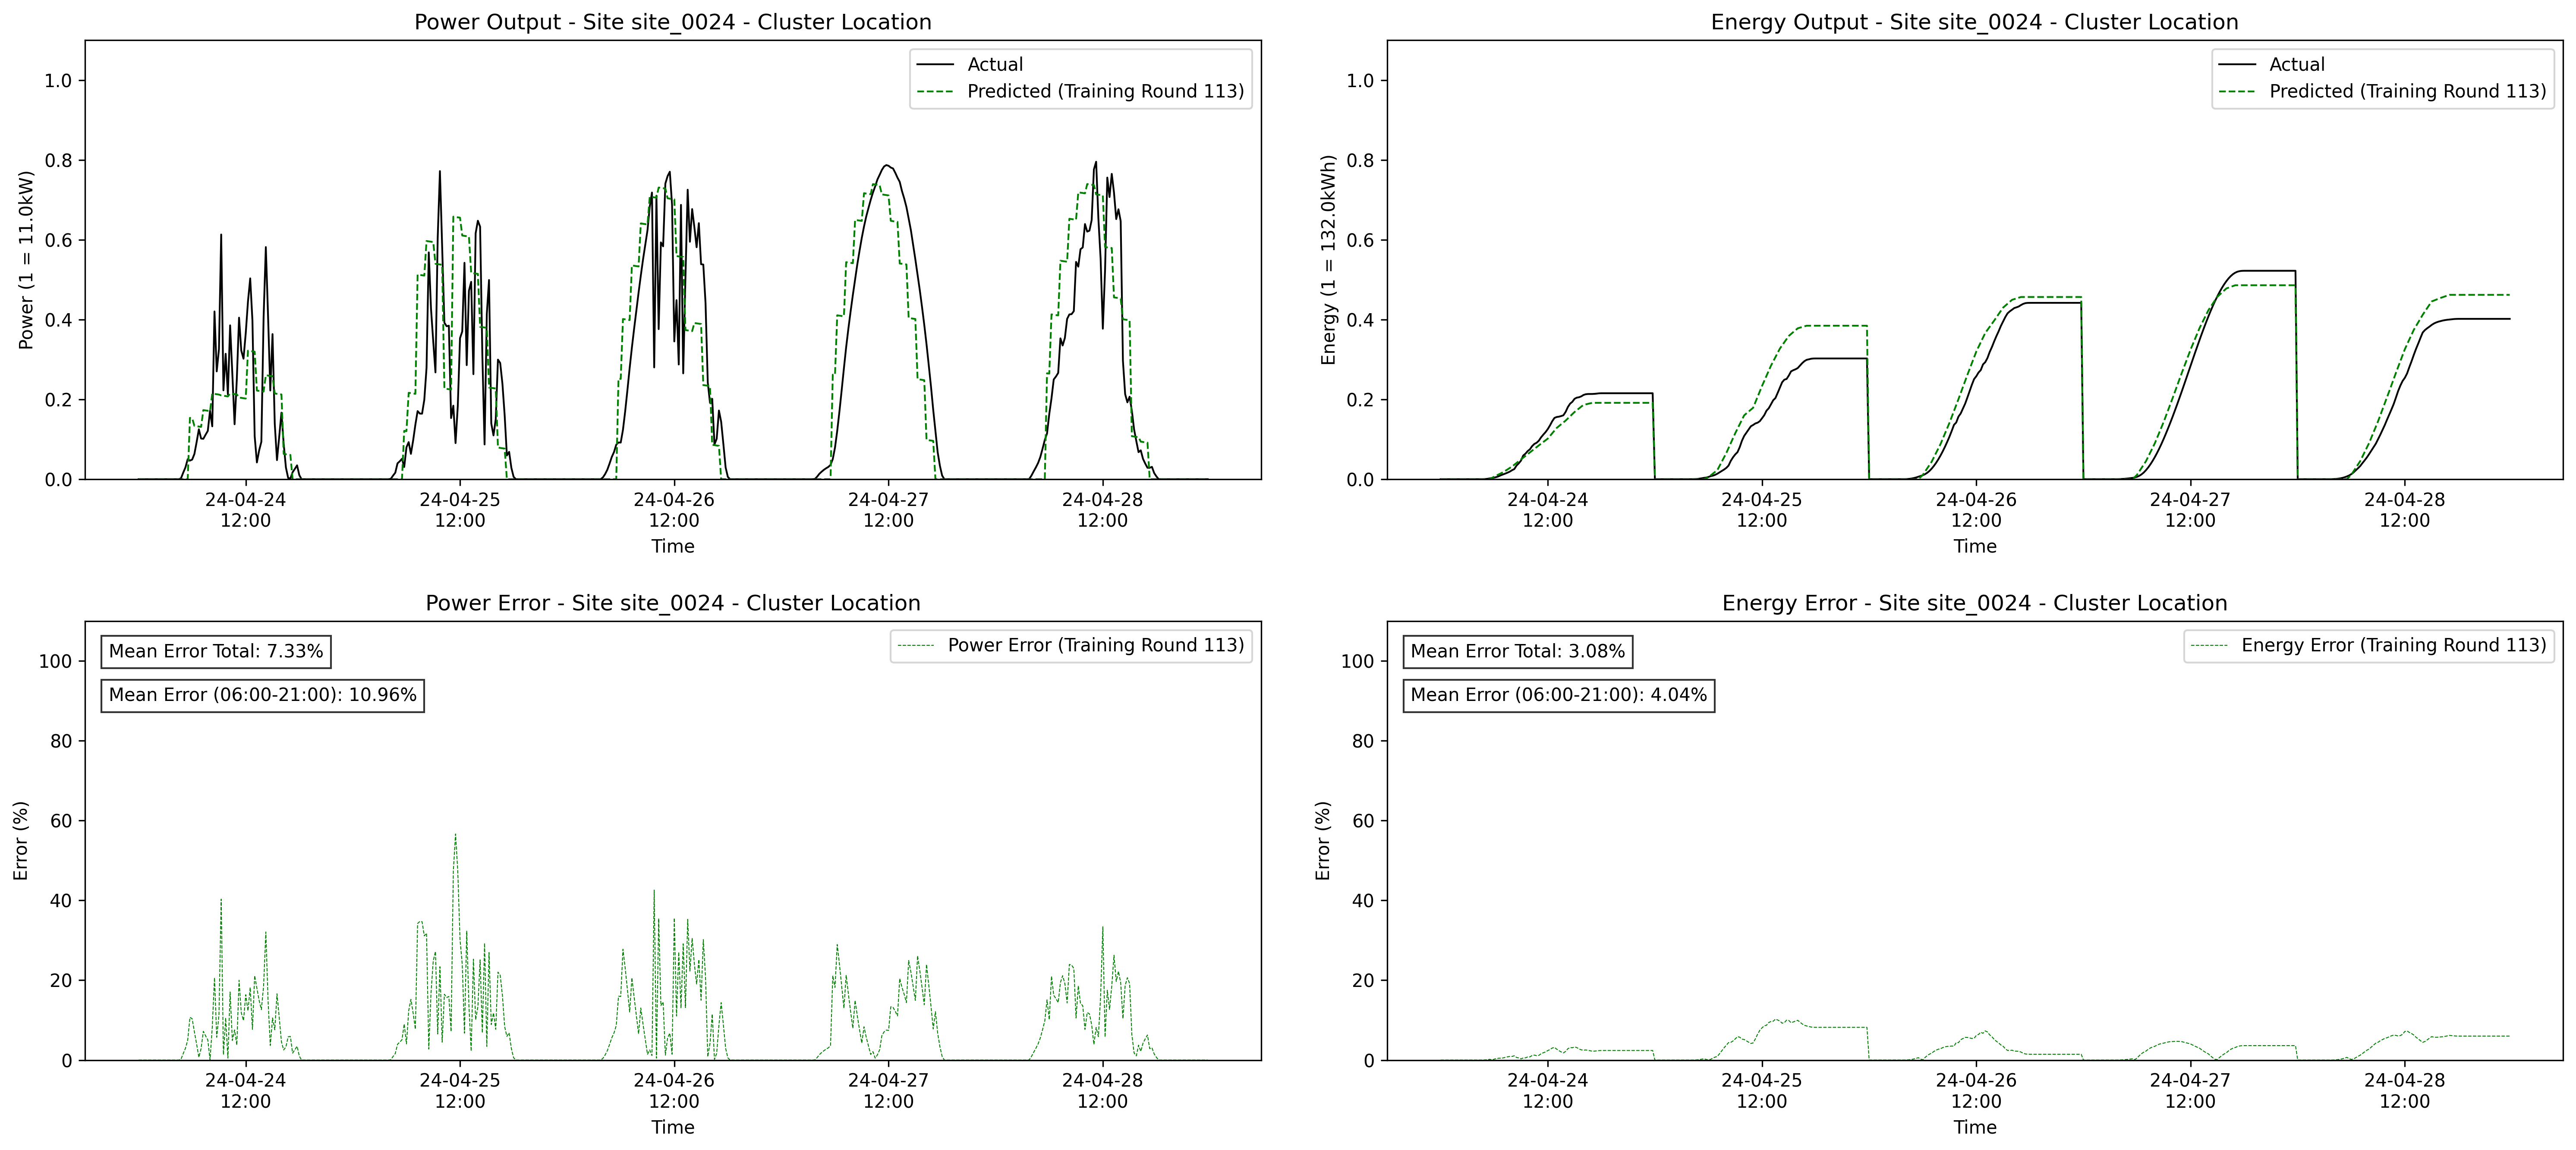 Power Output - Site site_0024 - Cluster Location
Power (1 = 11.0kW)
1.0
0.8
0.6
0.4
0.2
0.0
Actual
Predicted (Training Round 113)
24-04-24
12:00
24-04-25
12:00
24-04-26
12:00
24-04-27
12:00
24-04-28
12:00
Time
Energy Output - Site site_0024 - Cluster Location
Energy (1 = 132.0kWh)
1.0
0.8
0.6
0.4
0.2
0.0
Actual
Predicted (Training Round 113)
24-04-24
12:00
24-04-25
12:00
24-04-26
12:00
24-04-27
12:00
24-04-28
12:00
Time
Power Error - Site site_0024 - Cluster Location
Error (%)
100
80
60
40
20
0
Mean Error Total: 7.33%
Mean Error (06:00-21:00): 10.96%
Power Error (Training Round 113)
24-04-24
12:00
24-04-25
12:00
24-04-26
12:00
24-04-27
12:00
24-04-28
12:00
Time
Energy Error - Site site_0024 - Cluster Location
Error (%)
100
80
60
40
20
0
Mean Error Total: 3.08%
Mean Error (06:00-21:00): 4.04%
Energy Error (Training Round 113)
24-04-24
12:00
24-04-25
12:00
24-04-26
12:00
24-04-27
12:00
24-04-28
12:00
Time